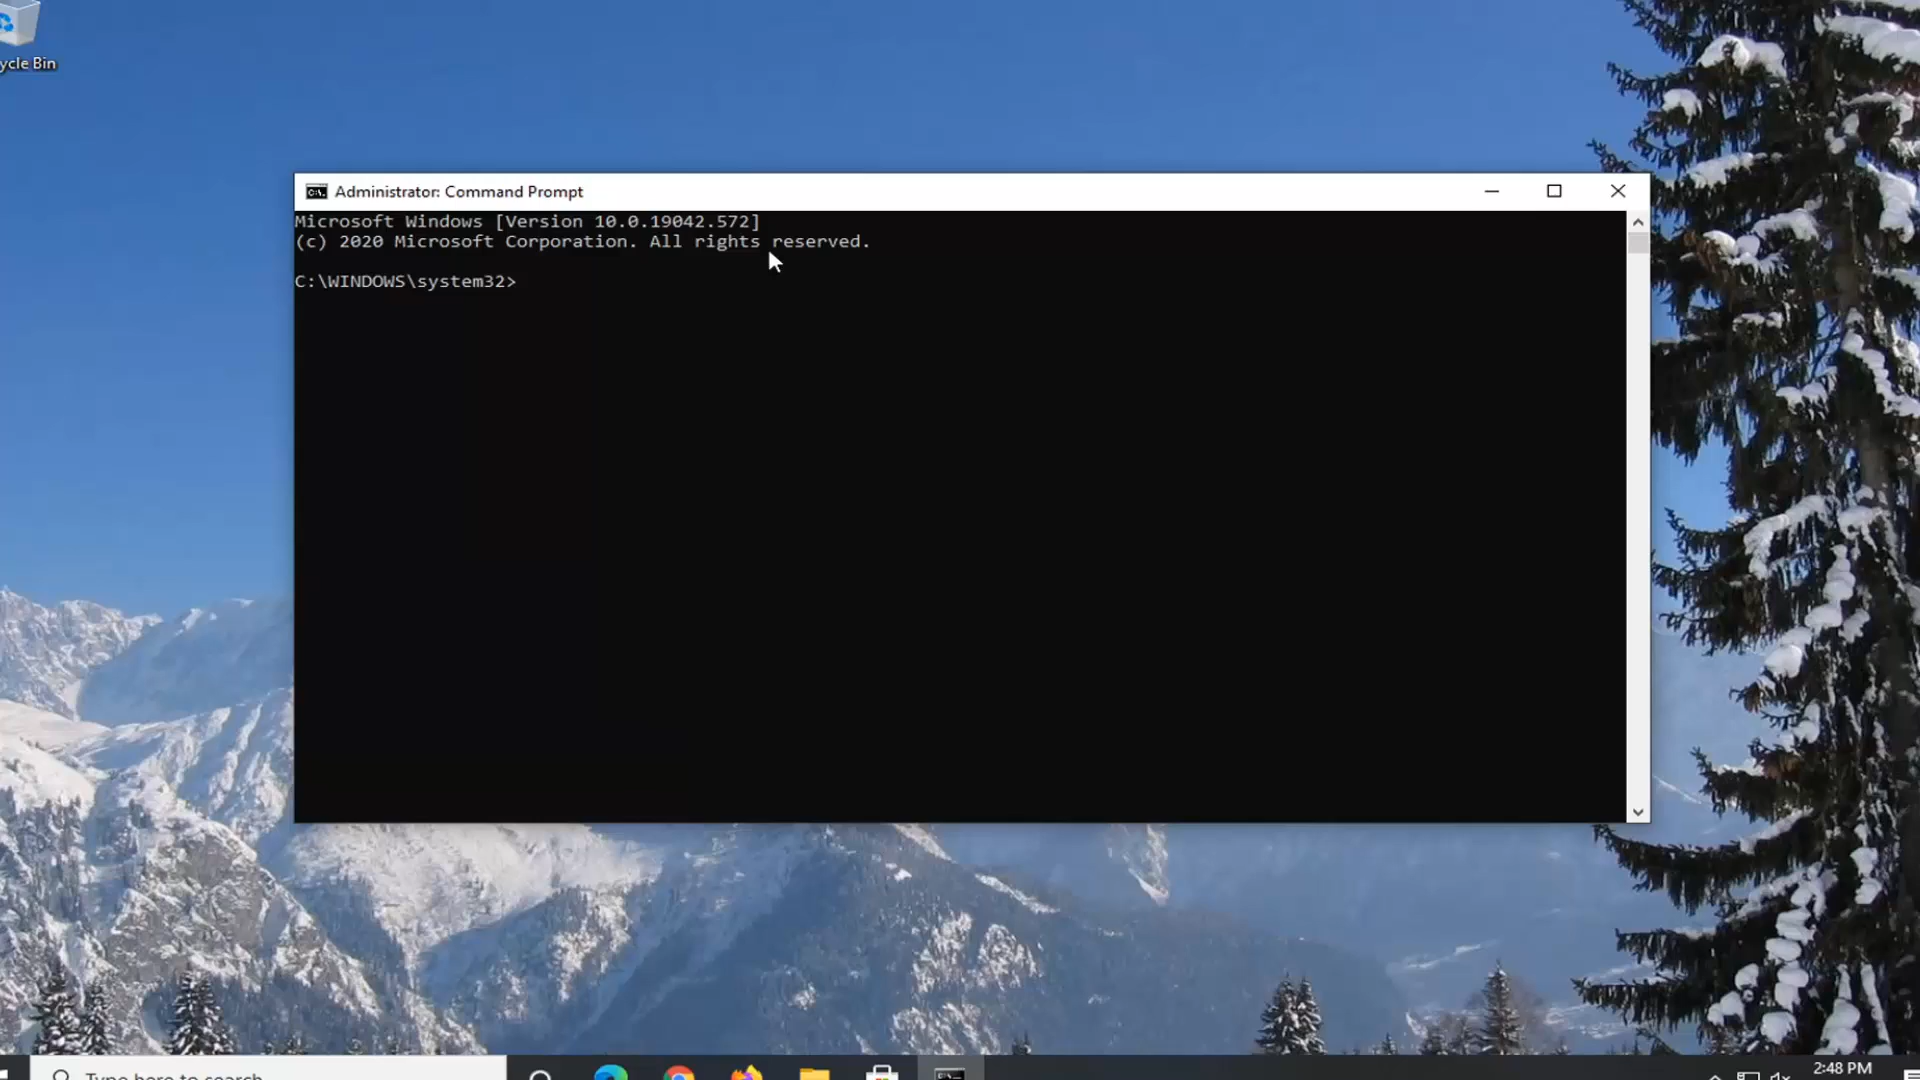 ycle Bin
Administrator: Command Prompt
Microsoft Windows [Version 10.0.19042.572]
(c) 2020 Microsoft Corporation. All rights reserved.
C:\WINDOWS\system32>
Type here to search
2:48 PM